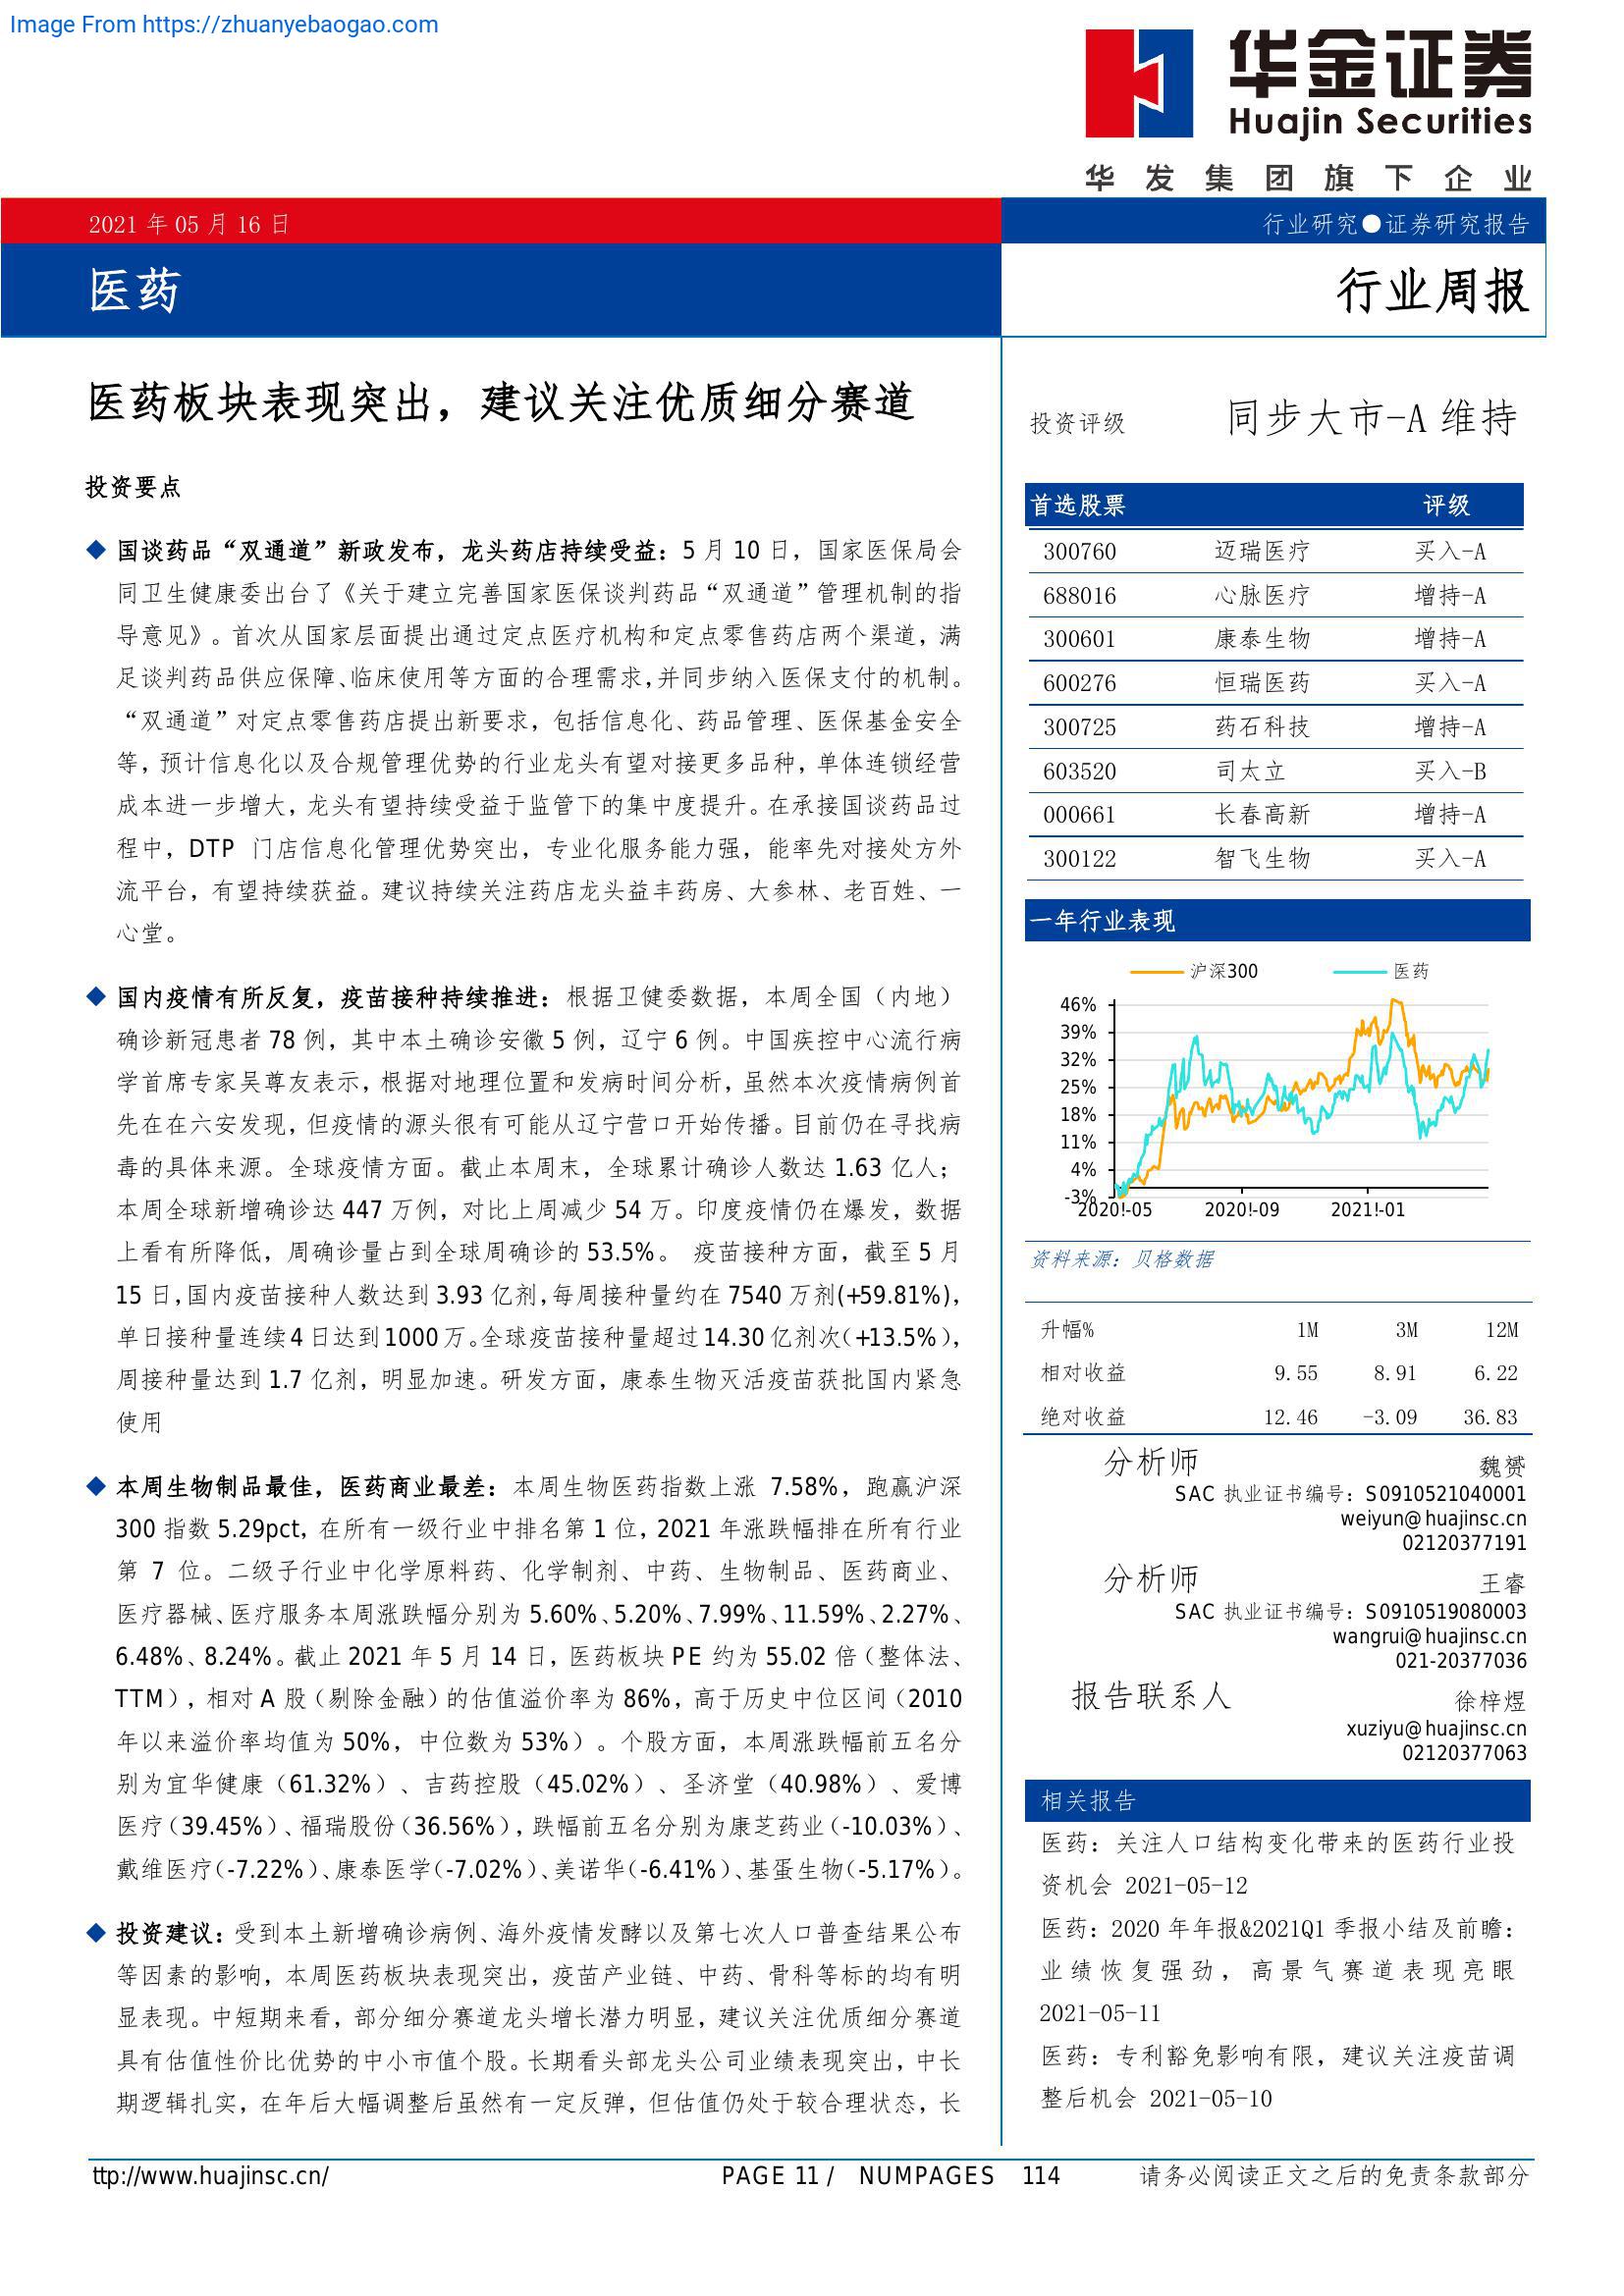 Image From https://zhuanyebaogao.com
华金证券
Huajin Securities
华发集团旗下企业
2021 年 05 月 16 日
行业研究●证券研究报告
医药
行业周报
医药板块表现突出，建议关注优质细分赛道
投资要点
◆ 国谈药品“双通道”新政发布，龙头药店持续受益：5 月 10 日，国家医保局会
同卫生健康委出台了《关于建立完善国家医保谈判药品“双通道”管理机制的指
导意见》。首次从国家层面提出通过定点医疗机构和定点零售药店两个渠道，满
足谈判药品供应保障、临床使用等方面的合理需求，并同步纳入医保支付的机制。
“双通道”对定点零售药店提出新要求，包括信息化、药品管理、医保基金安全
等，预计信息化以及合规管理优势的行业龙头有望对接更多品种，单体连锁经营
成本进一步增大，龙头有望持续受益于监管下的集中度提升。在承接国谈药品过
程中，DTP 门店信息化管理优势突出，专业化服务能力强，能率先对接处方外
流平台，有望持续获益。建议持续关注药店龙头益丰药房、大参林、老百姓、一
心堂。
◆ 国内疫情有所反复，疫苗接种持续推进：根据卫健委数据，本周全国（内地）
确诊新冠患者 78 例，其中本土确诊安徽 5 例，辽宁 6 例。中国疾控中心流行病
学首席专家吴尊友表示，根据对地理位置和发病时间分析，虽然本次疫情病例首
先在在六安发现，但疫情的源头很有可能从辽宁营口开始传播。目前仍在寻找病
毒的具体来源。全球疫情方面。截止本周末，全球累计确诊人数达 1.63 亿人；
本周全球新增确诊达 447 万例，对比上周减少 54 万。印度疫情仍在爆发，数据
上看有所降低，周确诊量占到全球周确诊的 53.5%。 疫苗接种方面，截至 5 月
15 日，国内疫苗接种人数达到 3.93 亿剂，每周接种量约在 7540 万剂(+59.81%)，
单日接种量连续 4 日达到 1000 万。全球疫苗接种量超过 14.30 亿剂次（+13.5%），
周接种量达到 1.7 亿剂，明显加速。研发方面，康泰生物灭活疫苗获批国内紧急
使用
◆ 本周生物制品最佳，医药商业最差：本周生物医药指数上涨 7.58%，跑赢沪深
300 指数 5.29pct，在所有一级行业中排名第 1 位，2021 年涨跌幅排在所有行业
第 7 位。二级子行业中化学原料药、化学制剂、中药、生物制品、医药商业、
医疗器械、医疗服务本周涨跌幅分别为 5.60%、5.20%、7.99%、11.59%、2.27%、
6.48%、8.24%。截止 2021 年 5 月 14 日，医药板块 PE 约为 55.02 倍（整体法、
TTM），相对 A 股（剔除金融）的估值溢价率为 86%，高于历史中位区间（2010
年以来溢价率均值为 50%，中位数为 53%）。个股方面，本周涨跌幅前五名分
别为宜华健康（61.32%）、吉药控股（45.02%）、圣济堂（40.98%）、爱博
医疗（39.45%）、福瑞股份（36.56%），跌幅前五名分别为康芝药业（-10.03%）、
戴维医疗（-7.22%）、康泰医学（-7.02%）、美诺华（-6.41%）、基蛋生物（-5.17%）。
◆ 投资建议：受到本土新增确诊病例、海外疫情发酵以及第七次人口普查结果公布
等因素的影响，本周医药板块表现突出，疫苗产业链、中药、骨科等标的均有明
显表现。中短期来看，部分细分赛道龙头增长潜力明显，建议关注优质细分赛道
具有估值性价比优势的中小市值个股。长期看头部龙头公司业绩表现突出，中长
期逻辑扎实，在年后大幅调整后虽然有一定反弹，但估值仍处于较合理状态，长
投资评级 同步大市-A 维持
首选股票 评级
300760 迈瑞医疗 买入-A
688016 心脉医疗 增持-A
300601 康泰生物 增持-A
600276 恒瑞医药 买入-A
300725 药石科技 增持-A
603520 司太立 买入-B
000661 长春高新 增持-A
300122 智飞生物 买入-A
一年行业表现
沪深300 医药
46%
39%
32%
25%
18%
11%
4%
-3%
2020!-05 2020!-09 2021!-01
资料来源：贝格数据
升幅% 1M 3M 12M
相对收益 9.55 8.91 6.22
绝对收益 12.46 -3.09 36.83
分析师 魏赟
SAC 执业证书编号：S0910521040001
weiyun@huajinsc.cn
02120377191
分析师 王睿
SAC 执业证书编号：S0910519080003
wangrui@huajinsc.cn
021-20377036
报告联系人 徐梓煜
xuziyu@huajinsc.cn
02120377063
相关报告
医药：关注人口结构变化带来的医药行业投
资机会 2021-05-12
医药：2020 年年报&2021Q1 季报小结及前瞻：
业绩恢复强劲，高景气赛道表现亮眼
2021-05-11
医药：专利豁免影响有限，建议关注疫苗调
整后机会 2021-05-10
ttp://www.huajinsc.cn/ PAGE 11 / NUMPAGES 114 请务必阅读正文之后的免责条款部分